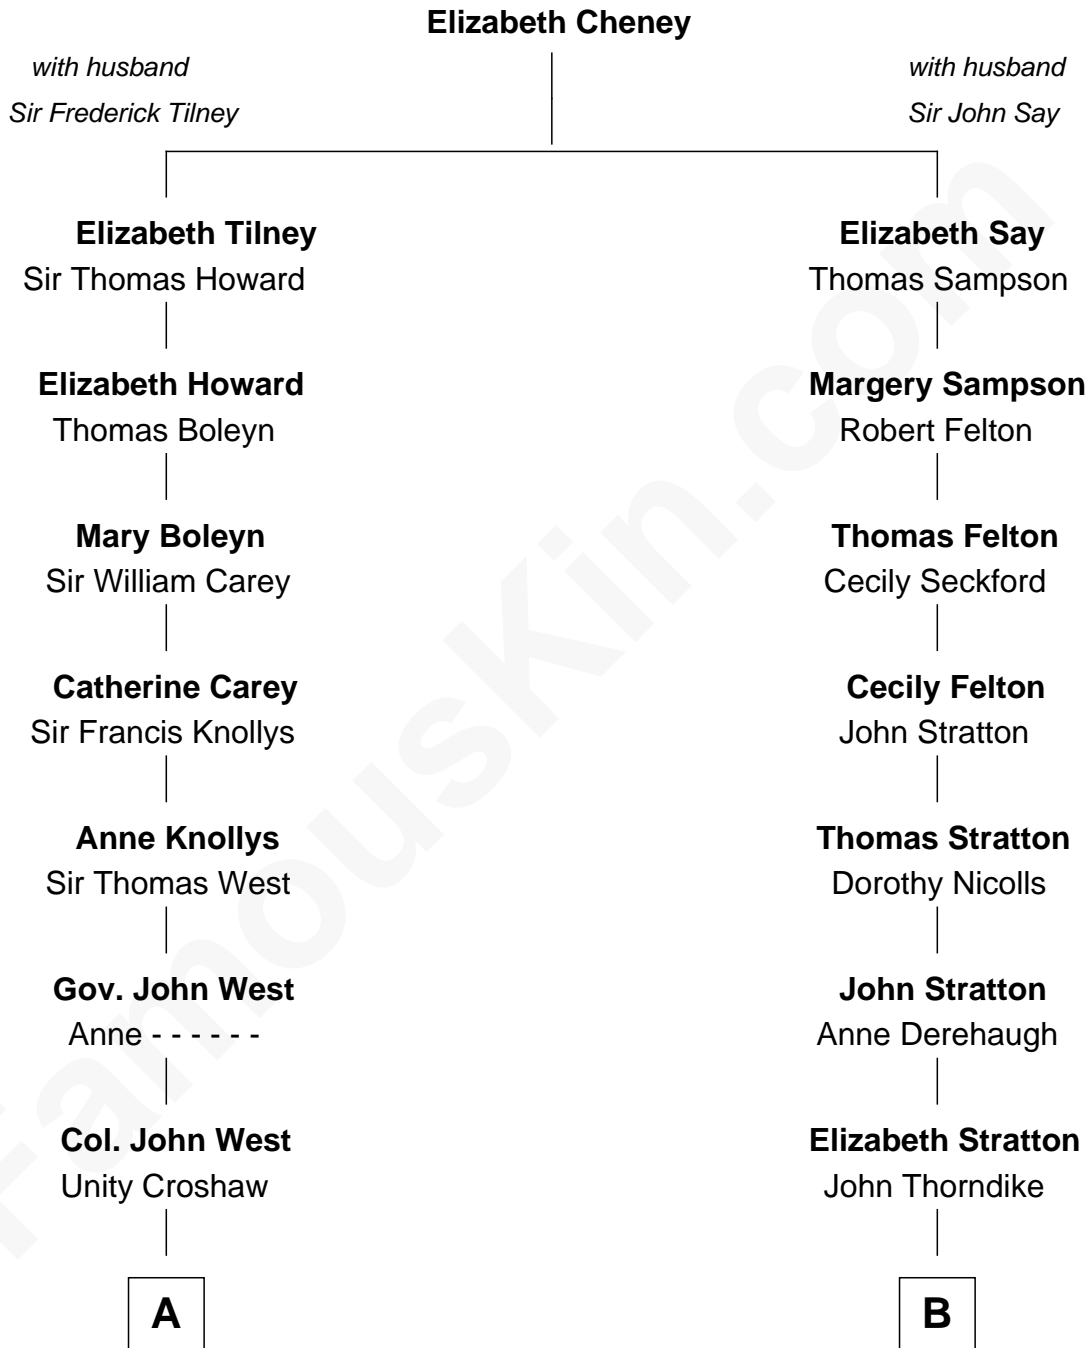 Elizabeth Cheney
with husband
Sir Frederick Tilney
with husband
Sir John Say
Elizabeth Tilney
Sir Thomas Howard
Elizabeth Say
Thomas Sampson
Elizabeth Howard
Thomas Boleyn
Margery Sampson
Robert Felton
Mary Boleyn
Sir William Carey
Thomas Felton
Cecily Seckford
Catherine Carey
Sir Francis Knollys
Cecily Felton
John Stratton
Anne Knollys
Sir Thomas West
Thomas Stratton
Dorothy Nicolls
Gov. John West
Anne - - - - - -
John Stratton
Anne Derehaugh
Col. John West
Unity Croshaw
Elizabeth Stratton
John Thorndike
A
B
FamousKin.com